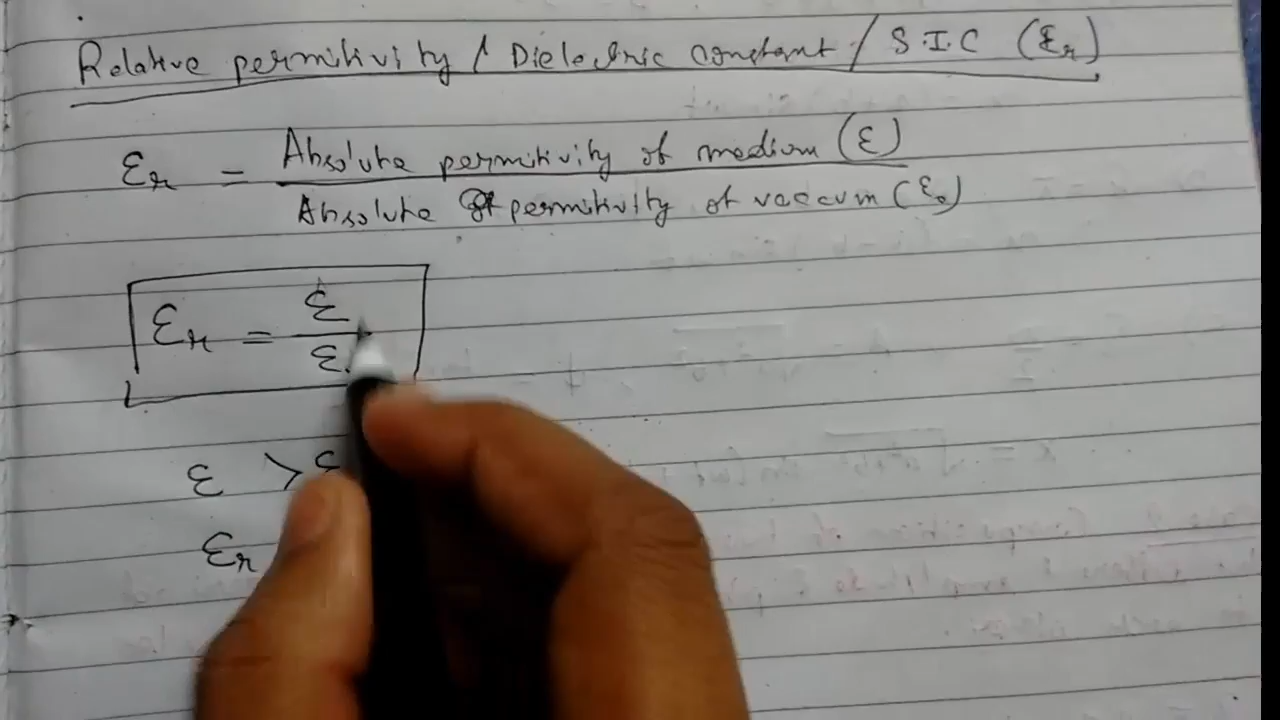 Relative permitivity / Dielectric constant / S.I.C (εr)
εr = Absolute permitivity of medium (ε)
Absolute permitivity of vaccum (ε₀)
εr = ε
ε
ε > ε
εr